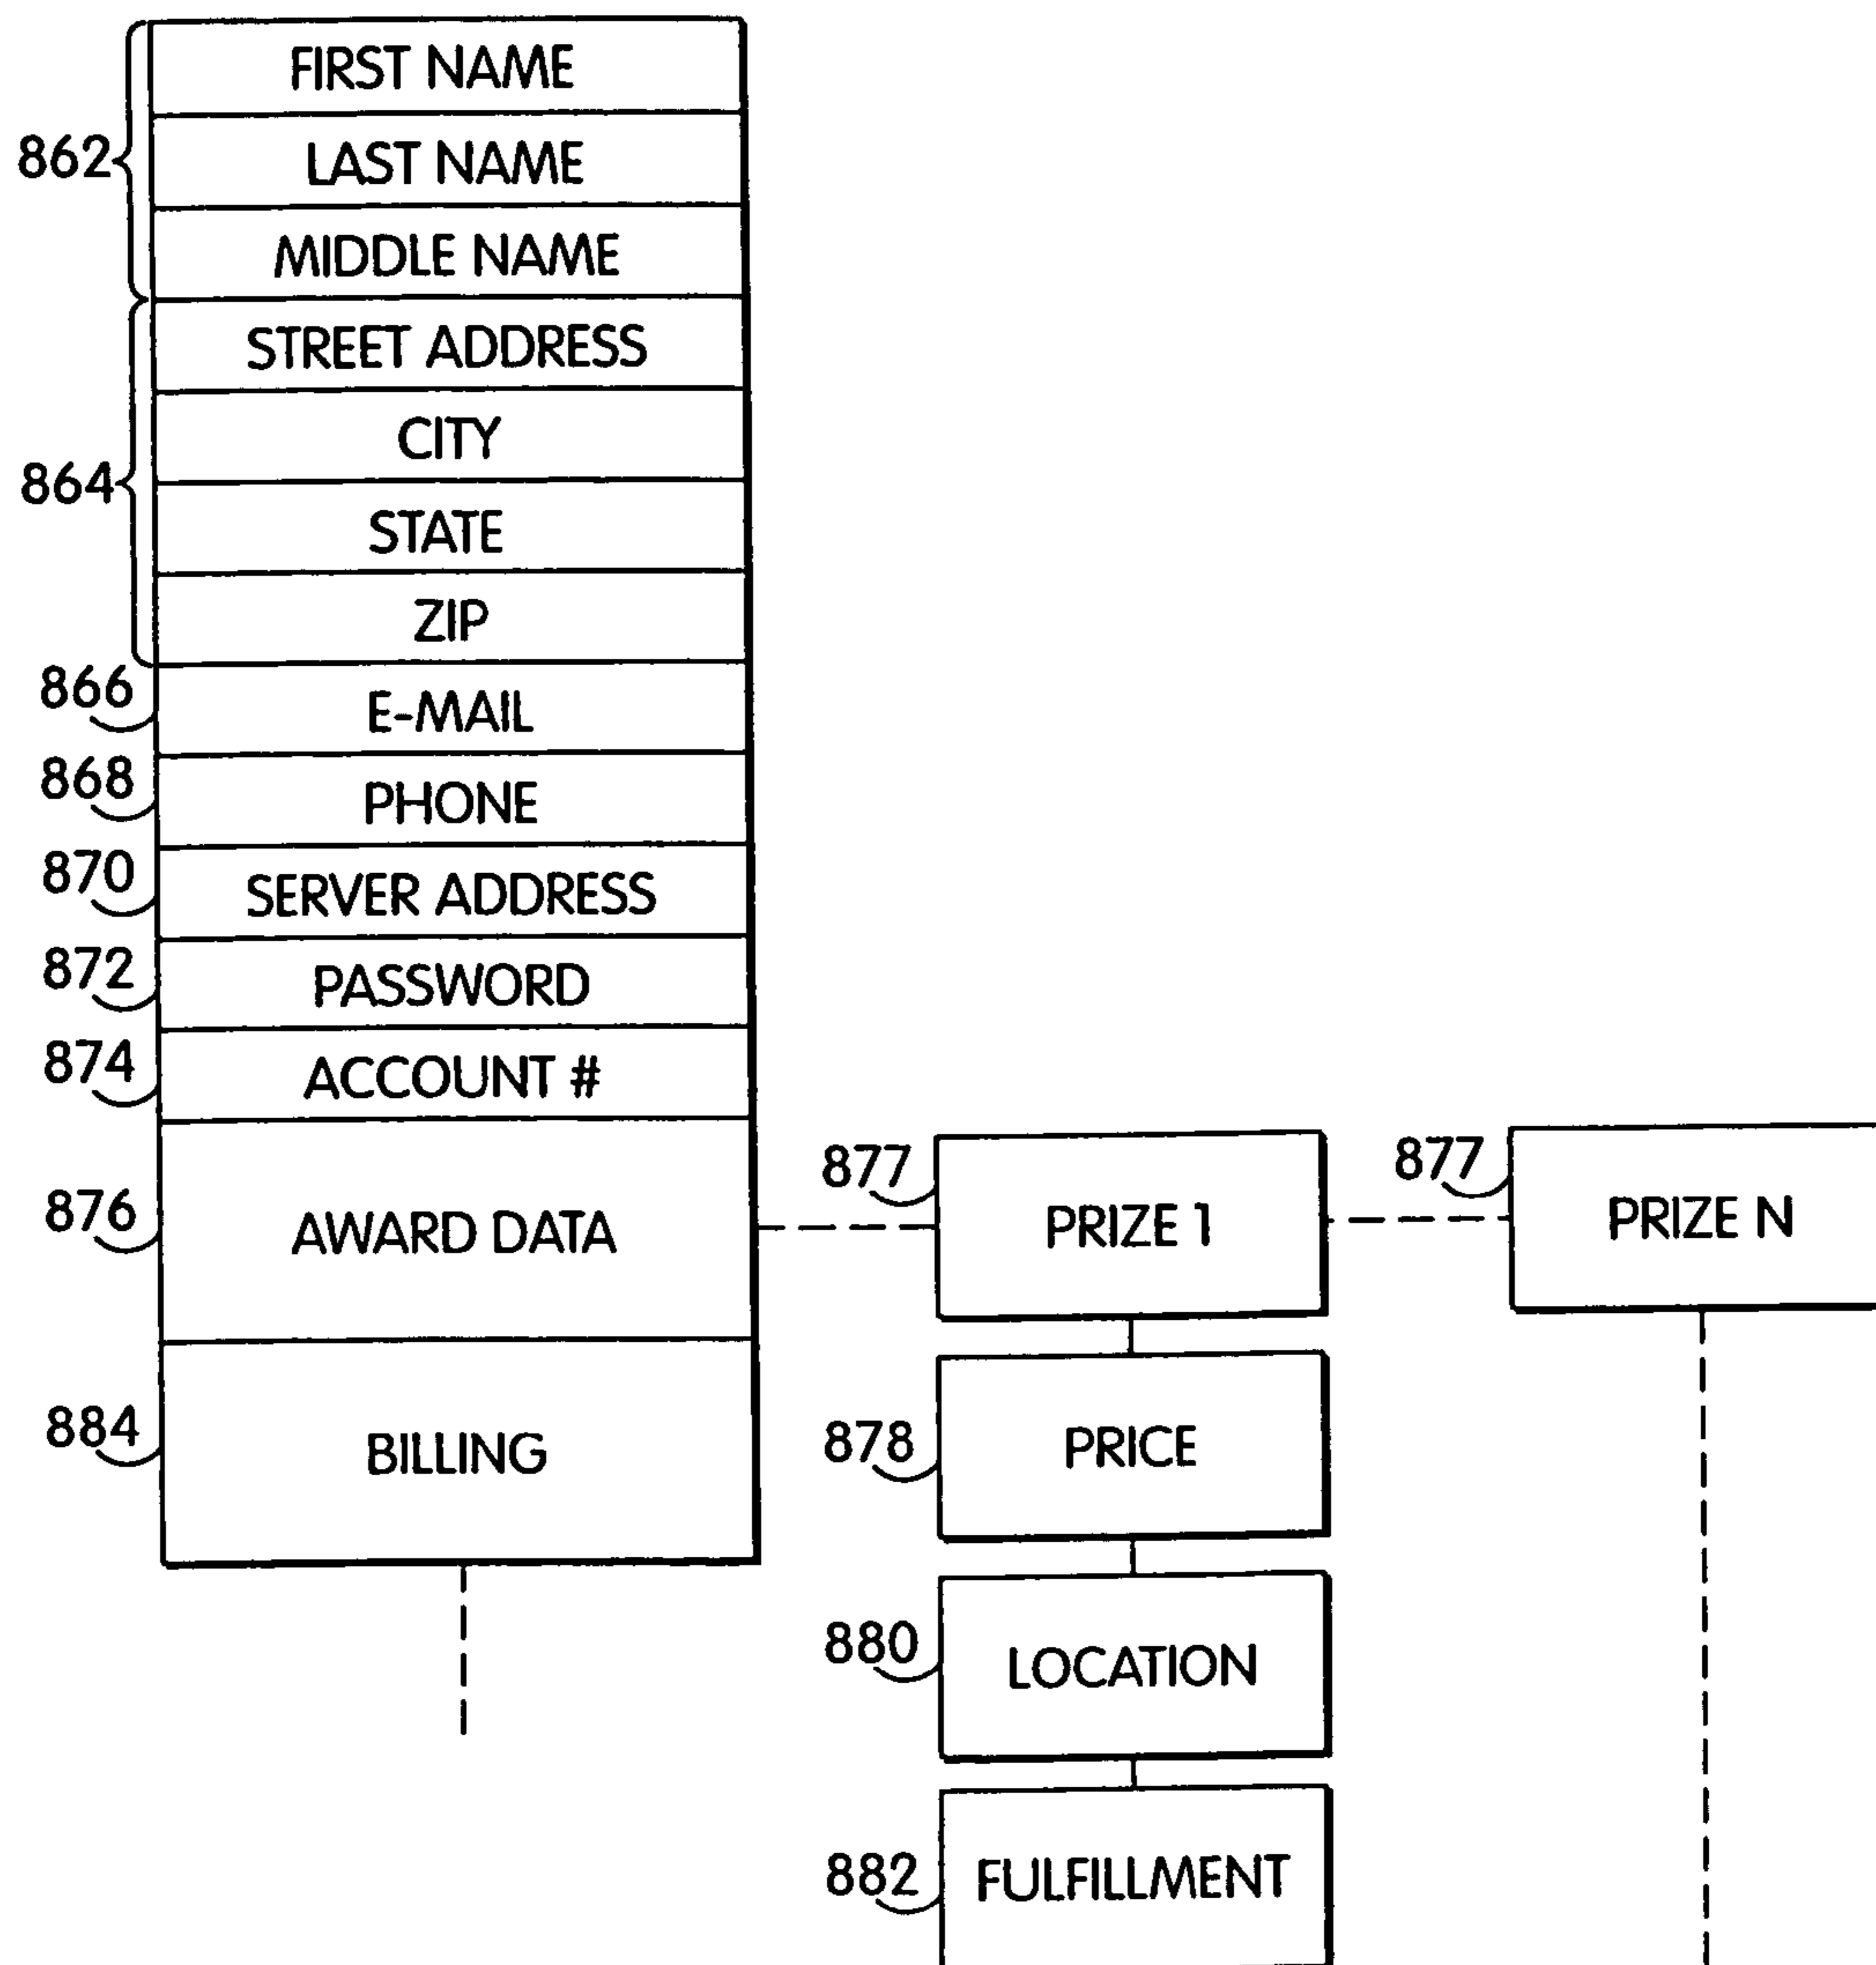 FIRST NAME
862
LAST NAME
MIDDLE NAME
STREET ADDRESS
CITY
864
STATE
ZIP
866
E-MAIL
868
PHONE
870
SERVER ADDRESS
872
PASSWORD
874
ACCOUNT #
876
AWARD DATA
877
PRIZE 1
877
PRIZE N
884
BILLING
878
PRICE
880
LOCATION
882
FULFILLMENT